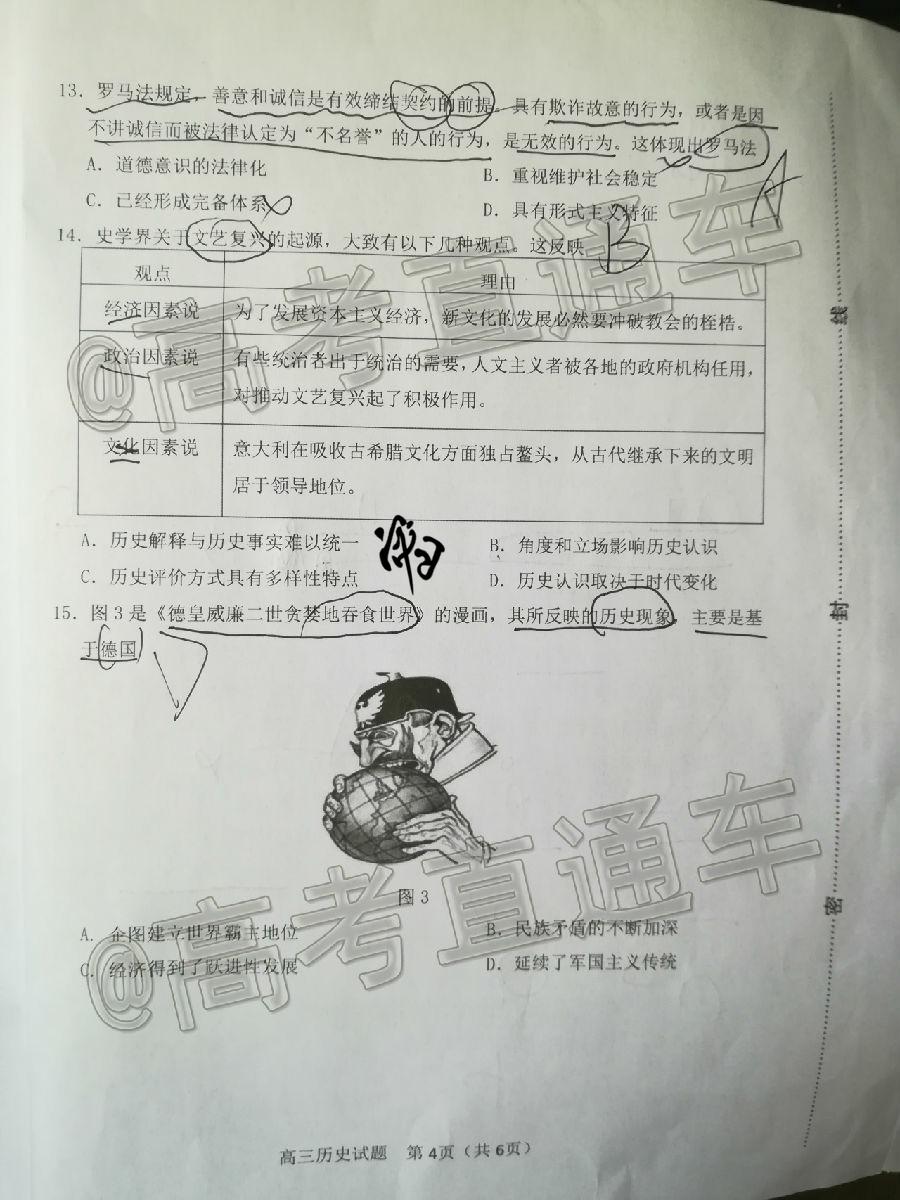 13. 罗马法规定，善意和诚信是有效缔结契约的前提。具有欺诈故意的行为，或者是因
不讲诚信而被法律认定为“不名誉”的人的行为，是无效的行为。这体现出罗马法
A
A. 道德意识的法律化
B. 重视维护社会稳定
C. 已经形成完备体系
D. 具有形式主义特征
14. 史学界关于文艺复兴的起源，大致有以下几种观点。这反映
B
观点 理由
经济因素说 为了发展资本主义经济，新文化的发展必然要冲破教会的桎梏。
政治因素说 有些统治者出于统治的需要，人文主义者被各地的政府机构任用，
对推动文艺复兴起了积极作用。
文化因素说 意大利在吸收古希腊文化方面独占鳌头，从古代继承下来的文明
居于领导地位。
A. 历史解释与历史事实难以统一
B. 角度和立场影响历史认识
C. 历史评价方式具有多样性特点
D. 历史认识取决于时代变化
15. 图3是《德皇威廉二世贪婪地吞食世界》的漫画，其所反映的历史现象，主要是基
于德国
图3
A. 企图建立世界霸主地位
B. 民族矛盾的不断加深
C. 经济得到了跃进性发展
D. 延续了军国主义传统
高三历史试题 第4页（共6页）
线
封
密
@高考直通车
@高考直通车